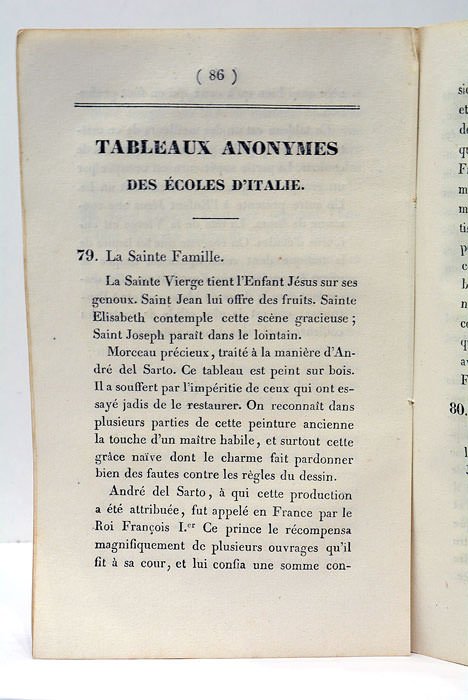 ( 86 )
TABLEAUX ANONYMES
DES ÉCOLES D'ITALIE.
79. La Sainte Famille.
La Sainte Vierge tient l'Enfant Jésus sur ses
genoux. Saint Jean lui offre des fruits. Sainte
Elisabeth contemple cette scène gracieuse ;
Saint Joseph paraît dans le lointain.
Morceau précieux, traité à la manière d'An-
dré del Sarto. Ce tableau est peint sur bois.
Il a souffert par l'impéritie de ceux qui ont es-
sayé jadis de le restaurer. On reconnaît dans
plusieurs parties de cette peinture ancienne
la touche d'un maître habile, et surtout cette
grâce naïve dont le charme fait pardonner
bien des fautes contre les règles du dessin.
André del Sarto, à qui cette production
a été attribuée, fut appelé en France par le
Roi François I.er Ce prince le récompensa
magnifiquement de plusieurs ouvrages qu'il
fit à sa cour, et lui confia une somme con-
80.